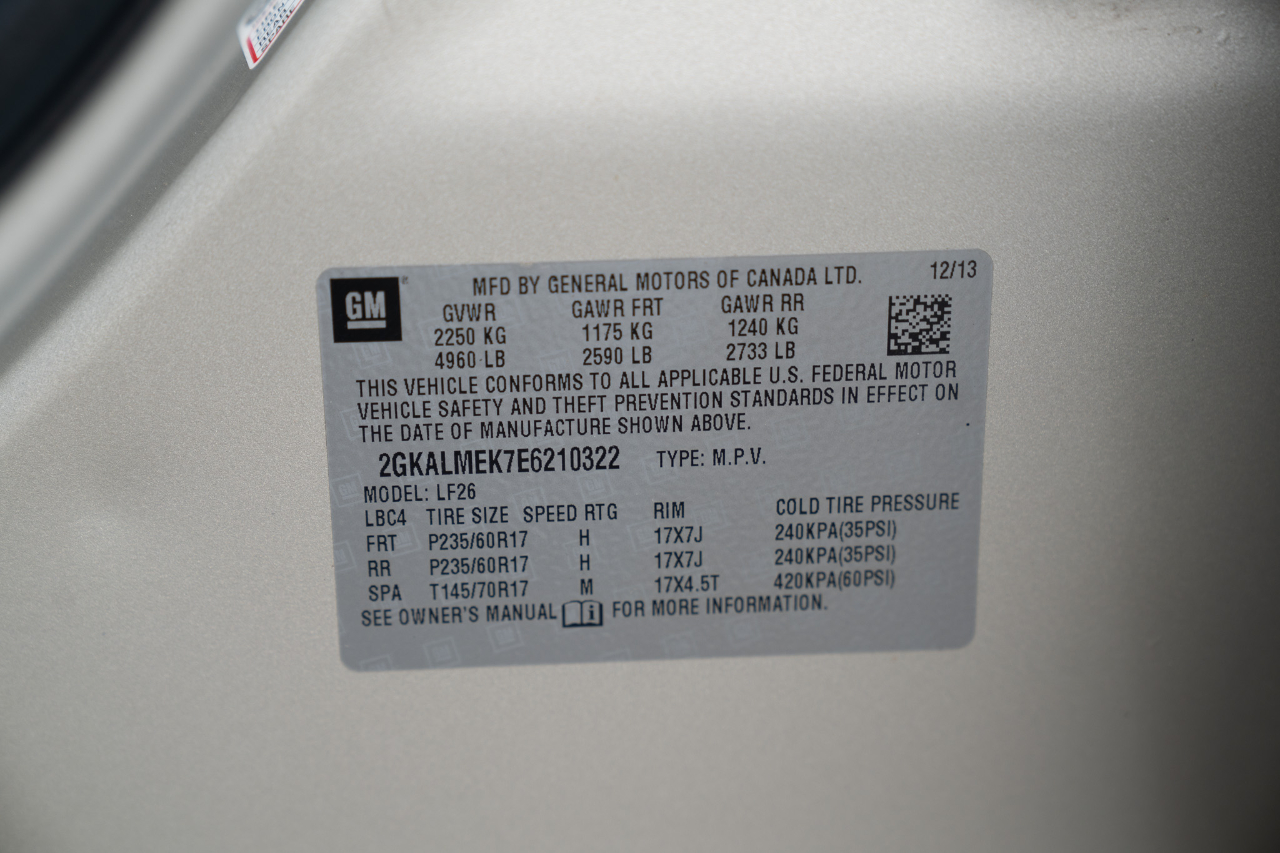 GM
MFD BY GENERAL MOTORS OF CANADA LTD. 12/13
GVWR GAWR FRT GAWR RR
2250 KG 1175 KG 1240 KG
4960 LB 2590 LB 2733 LB
THIS VEHICLE CONFORMS TO ALL APPLICABLE U.S. FEDERAL MOTOR
VEHICLE SAFETY AND THEFT PREVENTION STANDARDS IN EFFECT ON
THE DATE OF MANUFACTURE SHOWN ABOVE.
2GKALMEK7E6210322 TYPE: M.P.V.
MODEL: LF26
LBC4 TIRE SIZE SPEED RTG RIM COLD TIRE PRESSURE
FRT P235/60R17 H 17X7J 240KPA(35PSI)
RR P235/60R17 H 17X7J 240KPA(35PSI)
SPA T145/70R17 M 17X4.5T 420KPA(60PSI)
SEE OWNER'S MANUAL i FOR MORE INFORMATION.